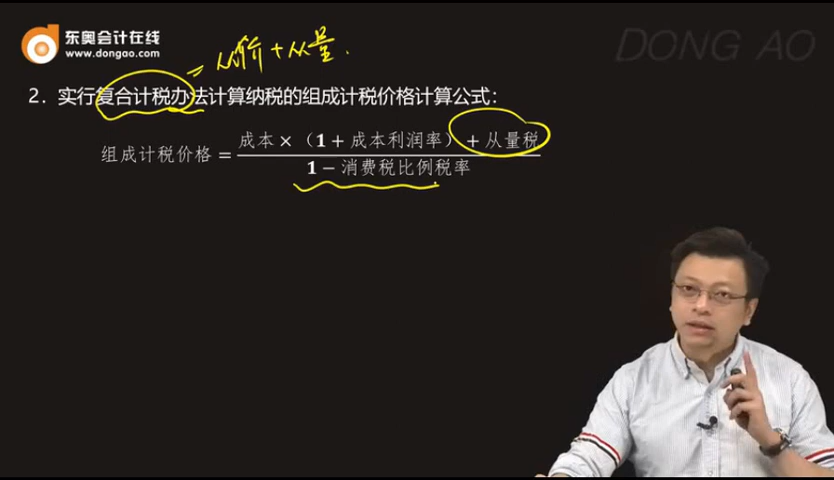 东奥会计在线
www.dongao.com
DONG AO
= 从价 + 从量.
2. 实行复合计税办法计算纳税的组成计税价格计算公式：
组成计税价格 = 成本 ×（1 + 成本利润率）+ 从量税
1 − 消费税比例税率